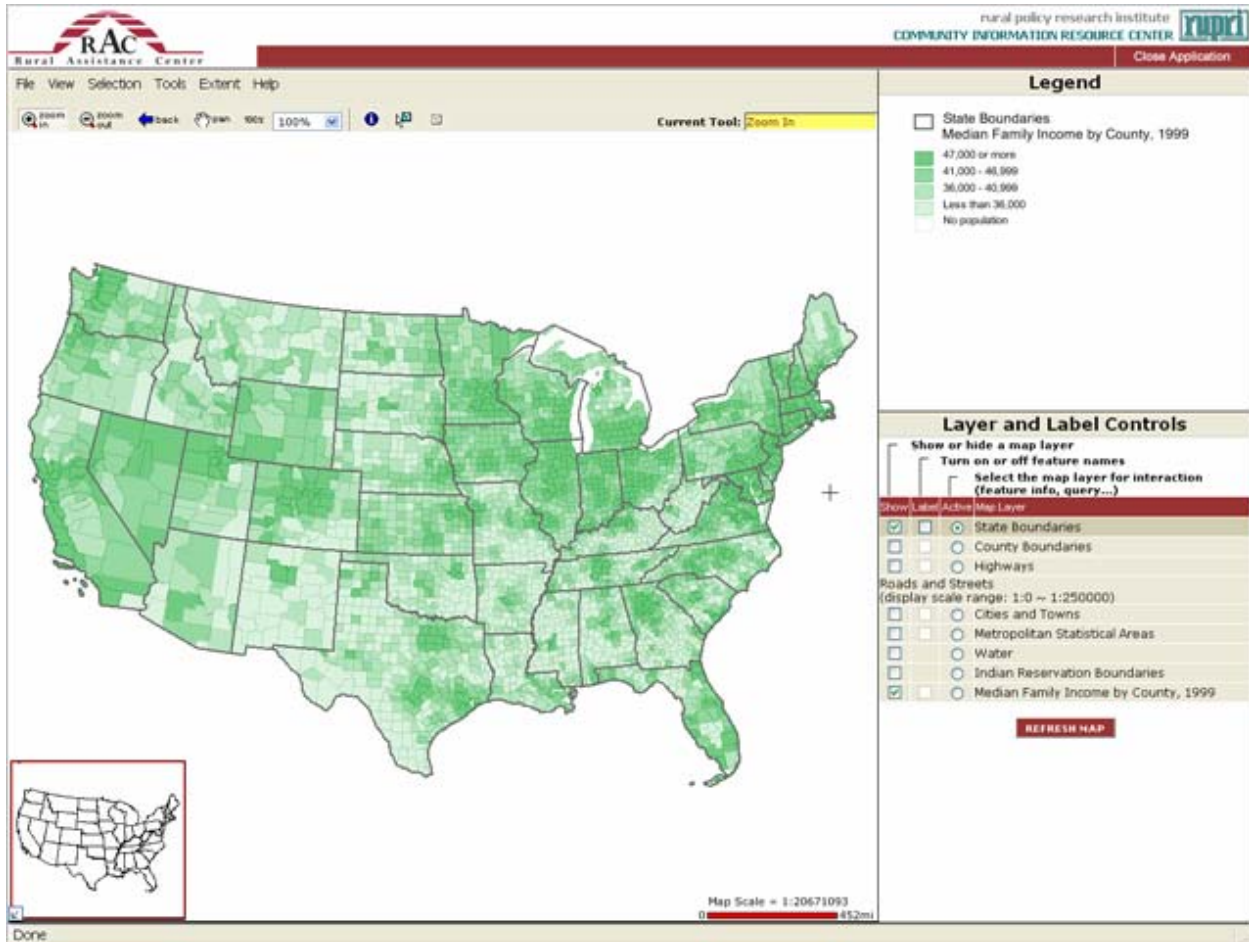 RAC
Rural Assistance Center
rural policy research institute
COMMUNITY INFORMATION RESOURCE CENTER
rupri
Close Application
File View Selection Tools Extent Help
zoom in zoom out back pan 100% 100% Current Tool: Zoom In
Legend
State Boundaries
Median Family Income by County, 1999
47,000 or more
41,000 - 46,999
36,000 - 40,999
Less than 36,000
No population
Layer and Label Controls
Show or hide a map layer
Turn on or off feature names
Select the map layer for interaction
(feature info, query...)
Show Label Active Map Layer
State Boundaries
County Boundaries
Highways
Roads and Streets
(display scale range: 1:0 ~ 1:250000)
Cities and Towns
Metropolitan Statistical Areas
Water
Indian Reservation Boundaries
Median Family Income by County, 1999
REFRESH MAP
Map Scale = 1:20671093
0 452mi
Done